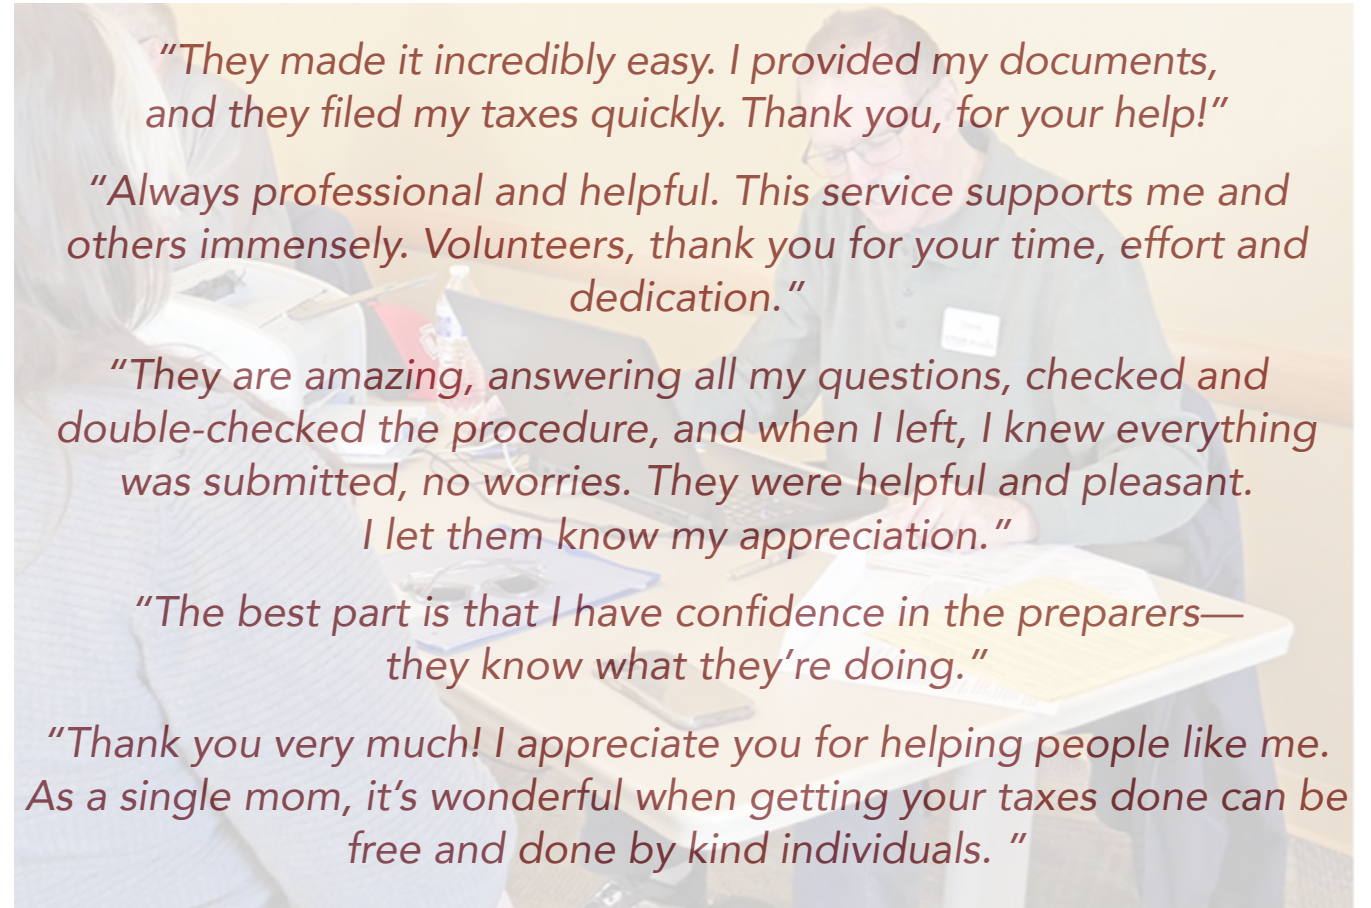 “They made it incredibly easy. I provided my documents,
and they filed my taxes quickly. Thank you, for your help!”
“Always professional and helpful. This service supports me and
others immensely. Volunteers, thank you for your time, effort and
dedication.”
“They are amazing, answering all my questions, checked and
double-checked the procedure, and when I left, I knew everything
was submitted, no worries. They were helpful and pleasant.
I let them know my appreciation.”
“The best part is that I have confidence in the preparers—
they know what they’re doing.”
“Thank you very much! I appreciate you for helping people like me.
As a single mom, it’s wonderful when getting your taxes done can be
free and done by kind individuals. ”